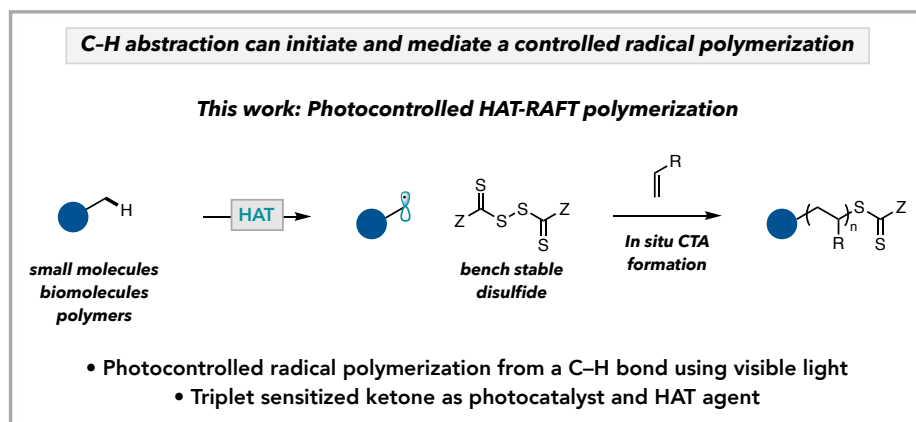 C–H abstraction can initiate and mediate a controlled radical polymerization
This work: Photocontrolled HAT-RAFT polymerization
H
HAT
Z
S
S
S
Z
S
R
In situ CTA
formation
n
R
S
Z
S
small molecules
biomolecules
polymers
bench stable
disulfide
• Photocontrolled radical polymerization from a C–H bond using visible light
• Triplet sensitized ketone as photocatalyst and HAT agent